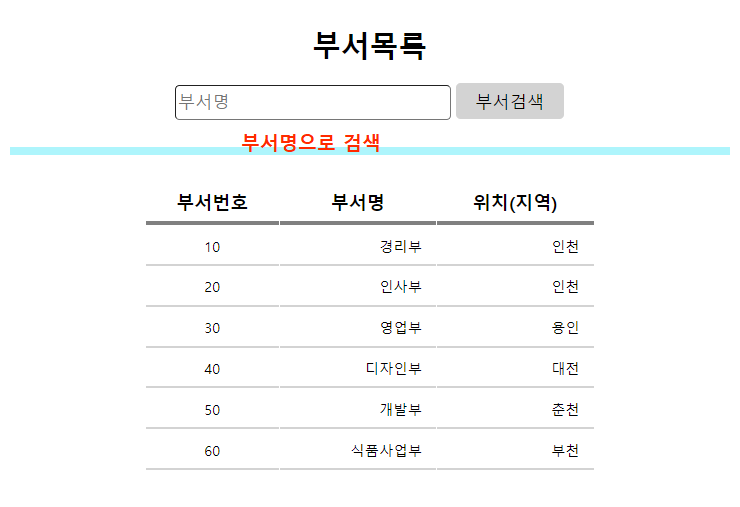 부서목록
부서명 부서검색
부서명으로 검색
부서번호 부서명 위치(지역)
10 경리부 인천
20 인사부 인천
30 영업부 용인
40 디자인부 대전
50 개발부 춘천
60 식품사업부 부천